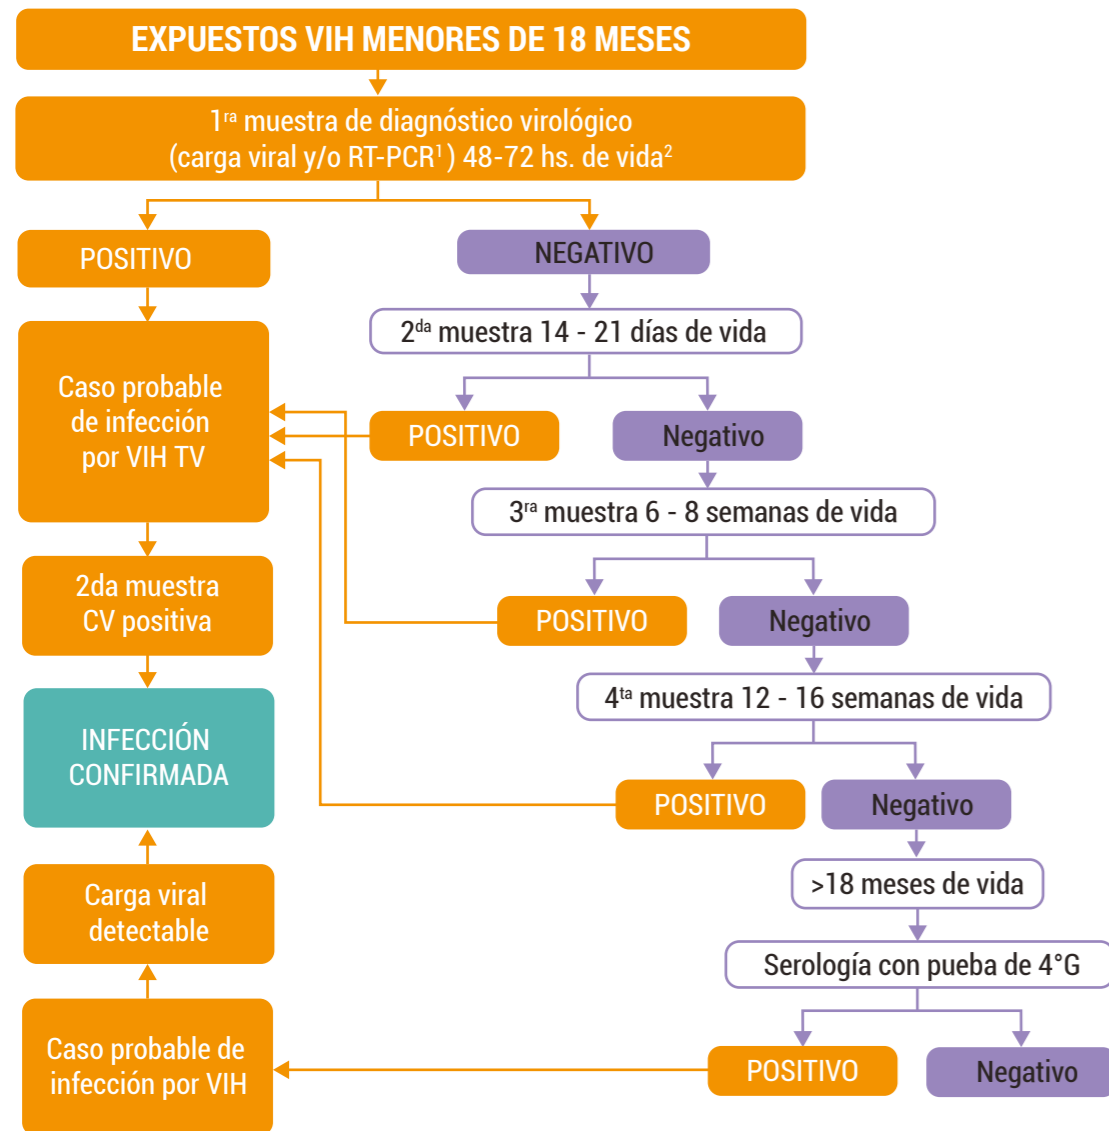 EXPUESTOS VIH MENORES DE 18 MESES
1ra muestra de diagnóstico virológico
(carga viral y/o RT-PCR1) 48-72 hs. de vida2
POSITIVO
NEGATIVO
2da muestra 14 - 21 días de vida
Caso probable
de infección
por VIH TV
POSITIVO
Negativo
3ra muestra 6 - 8 semanas de vida
2da muestra
CV positiva
POSITIVO
Negativo
4ta muestra 12 - 16 semanas de vida
INFECCIÓN
CONFIRMADA
POSITIVO
Negativo
>18 meses de vida
Carga viral
detectable
Serología con pueba de 4°G
Caso probable de
infección por VIH
POSITIVO
Negativo